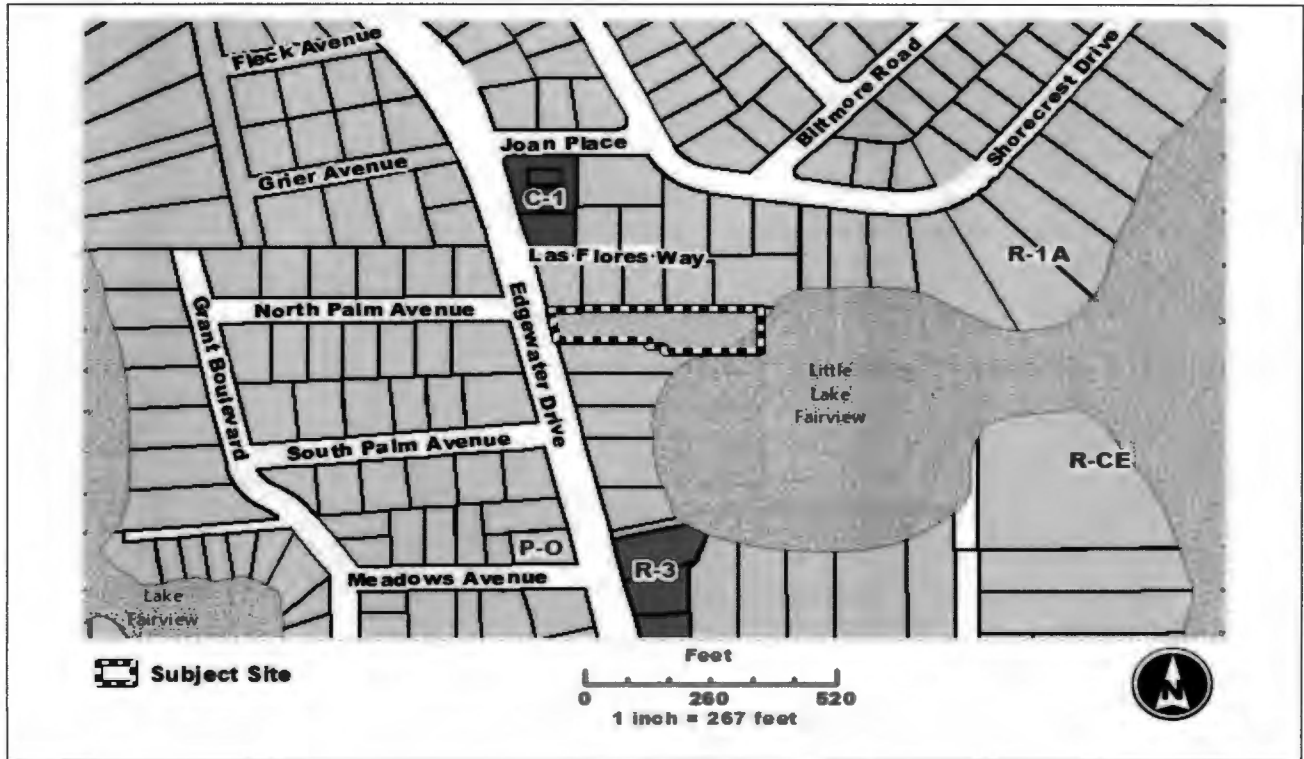 Fleck Avenue
Biltmore Road
Shorecrest Drive
Joan Place
Grier Avenue
C-1
Las Flores Way
R-1A
Grant Boulevard
North Palm Avenue
Edgewater Drive
Little
Lake
Fairview
South Palm Avenue
R-CE
P-O
R-3
Meadows Avenue
Lake
Fairview
Subject Site
Feet
0 260 520
1 inch = 267 feet
N